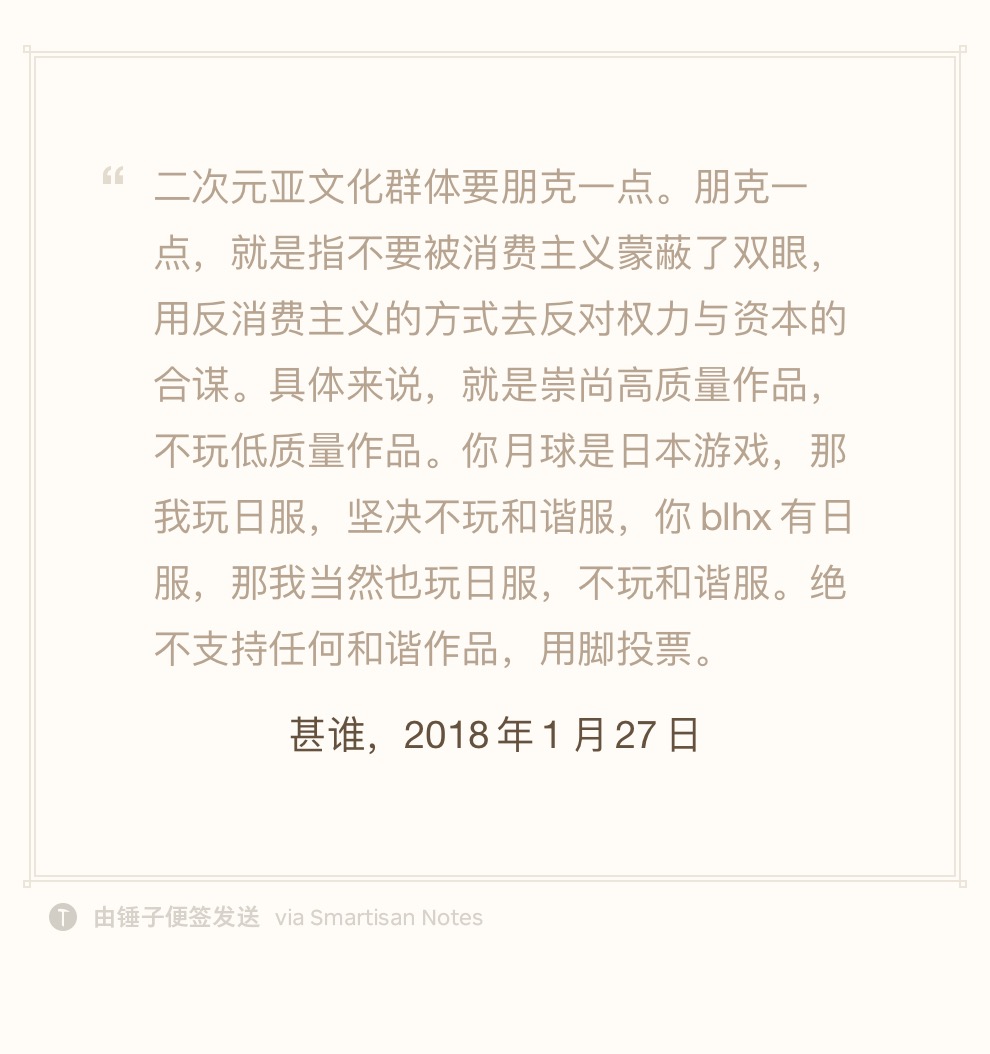 “ 二次元亚文化群体要朋克一点。朋克一
点，就是指不要被消费主义蒙蔽了双眼，
用反消费主义的方式去反对权力与资本的
合谋。具体来说，就是崇尚高质量作品，
不玩低质量作品。你月球是日本游戏，那
我玩日服，坚决不玩和谐服，你 blhx 有日
服，那我当然也玩日服，不玩和谐服。绝
不支持任何和谐作品，用脚投票。
甚谁，2018 年 1 月 27 日
由锤子便签发送 via Smartisan Notes